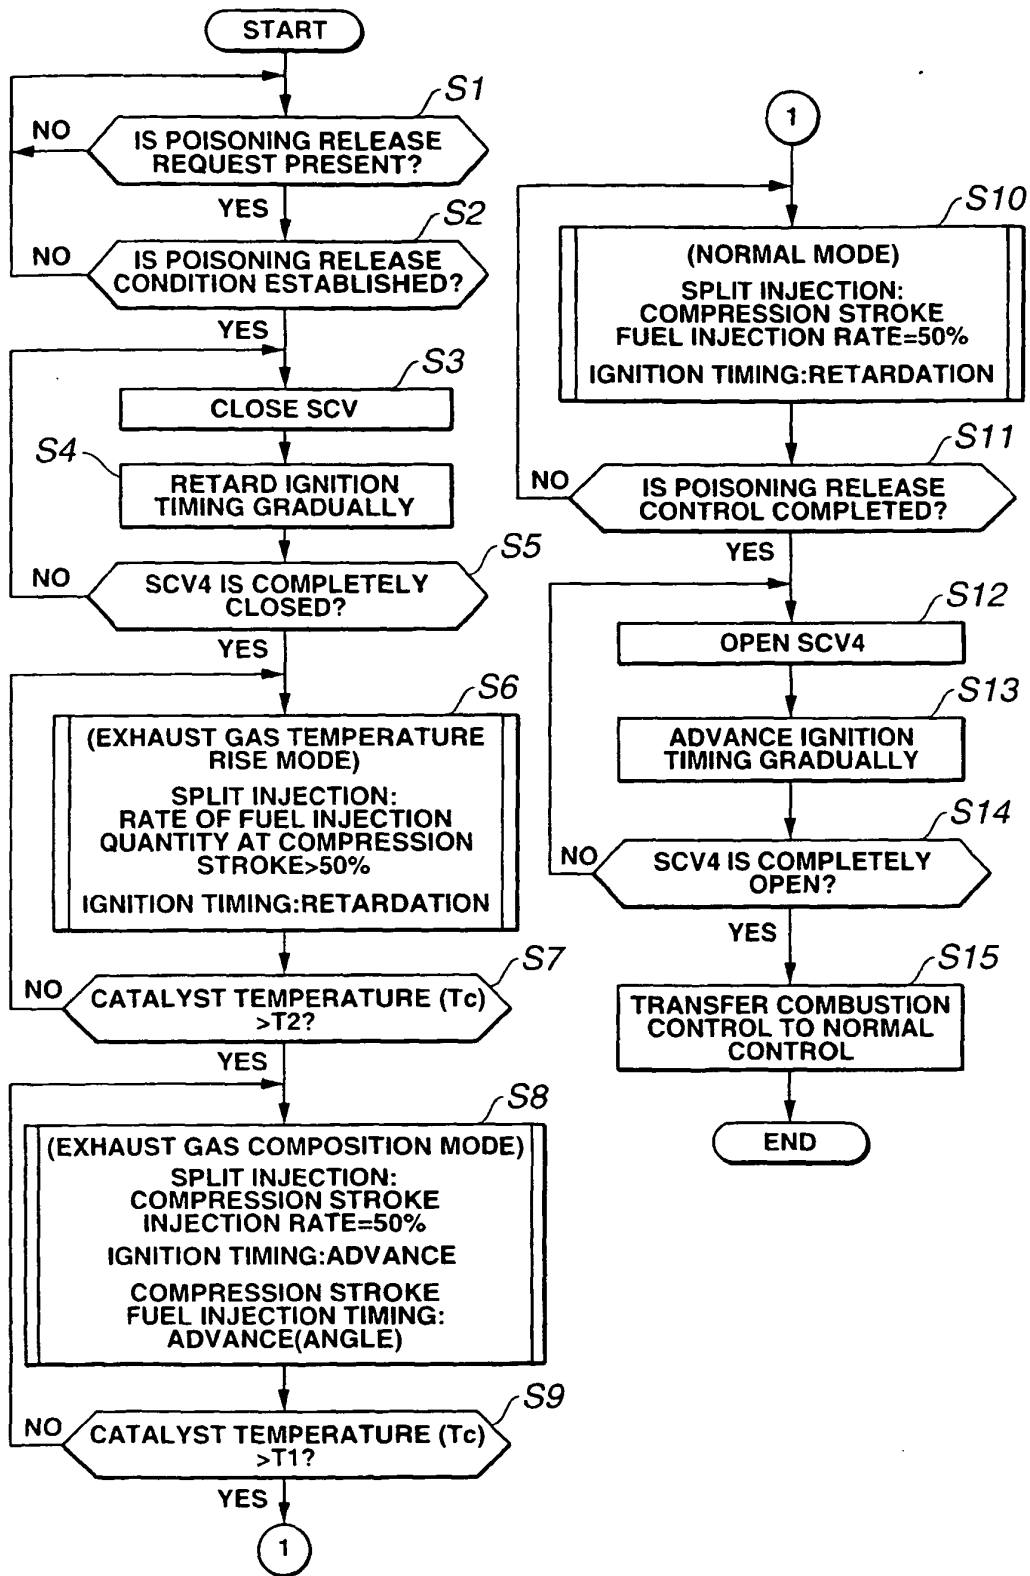 START
S1
NO
IS POISONING RELEASE
REQUEST PRESENT?
YES
S2
NO
IS POISONING RELEASE
CONDITION ESTABLISHED?
YES
S3
CLOSE SCV
S4
RETARD IGNITION
TIMING GRADUALLY
S5
NO
SCV4 IS COMPLETELY
CLOSED?
YES
S6
(EXHAUST GAS TEMPERATURE
RISE MODE)
SPLIT INJECTION:
RATE OF FUEL INJECTION
QUANTITY AT COMPRESSION
STROKE>50%
IGNITION TIMING:RETARDATION
S7
NO
CATALYST TEMPERATURE (Tc)
>T2?
YES
S8
(EXHAUST GAS COMPOSITION MODE)
SPLIT INJECTION:
COMPRESSION STROKE
INJECTION RATE=50%
IGNITION TIMING:ADVANCE
COMPRESSION STROKE
FUEL INJECTION TIMING:
ADVANCE(ANGLE)
S9
NO
CATALYST TEMPERATURE (Tc)
>T1?
YES
1
1
S10
(NORMAL MODE)
SPLIT INJECTION:
COMPRESSION STROKE
FUEL INJECTION RATE=50%
IGNITION TIMING:RETARDATION
S11
NO
IS POISONING RELEASE
CONTROL COMPLETED?
YES
S12
OPEN SCV4
S13
ADVANCE IGNITION
TIMING GRADUALLY
S14
NO
SCV4 IS COMPLETELY
OPEN?
YES
S15
TRANSFER COMBUSTION
CONTROL TO NORMAL
CONTROL
END